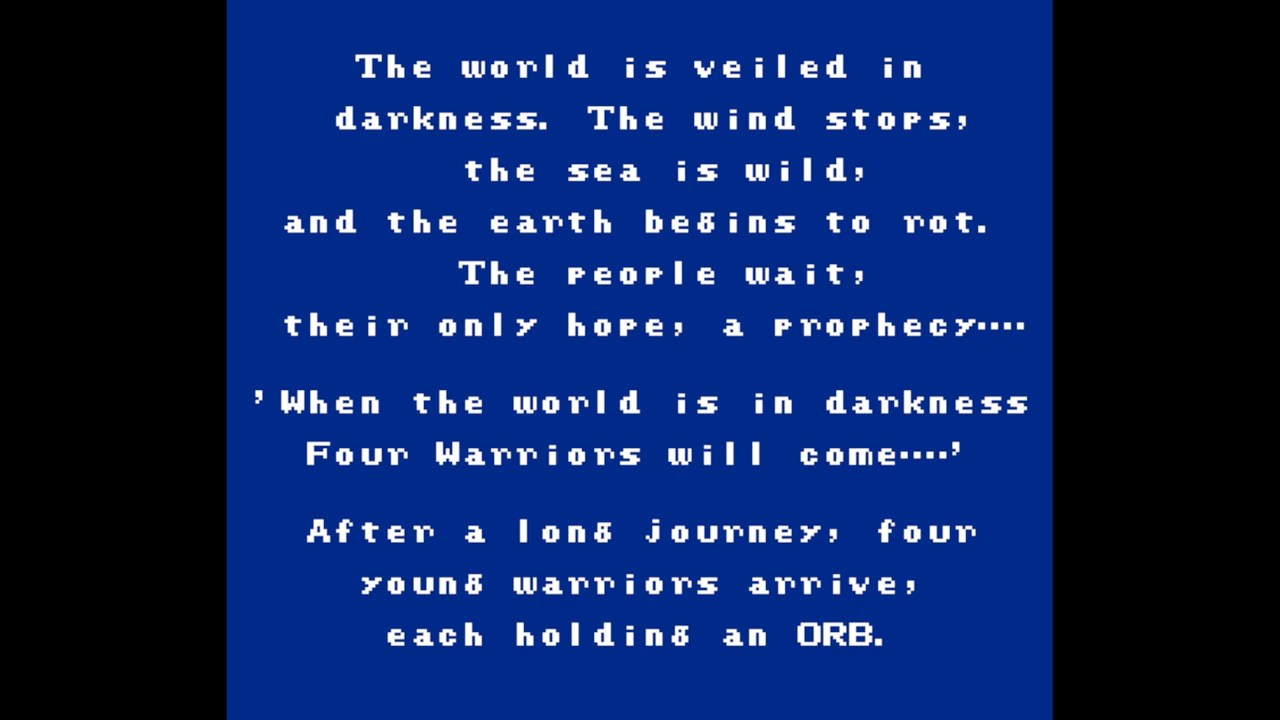 The world is veiled in
darkness. The wind stops,
the sea is wild,
and the earth begins to rot.
The people wait,
their only hope, a prophecy····
'When the world is in darkness
Four Warriors will come····'
After a long journey, four
young warriors arrive,
each holding an ORB.